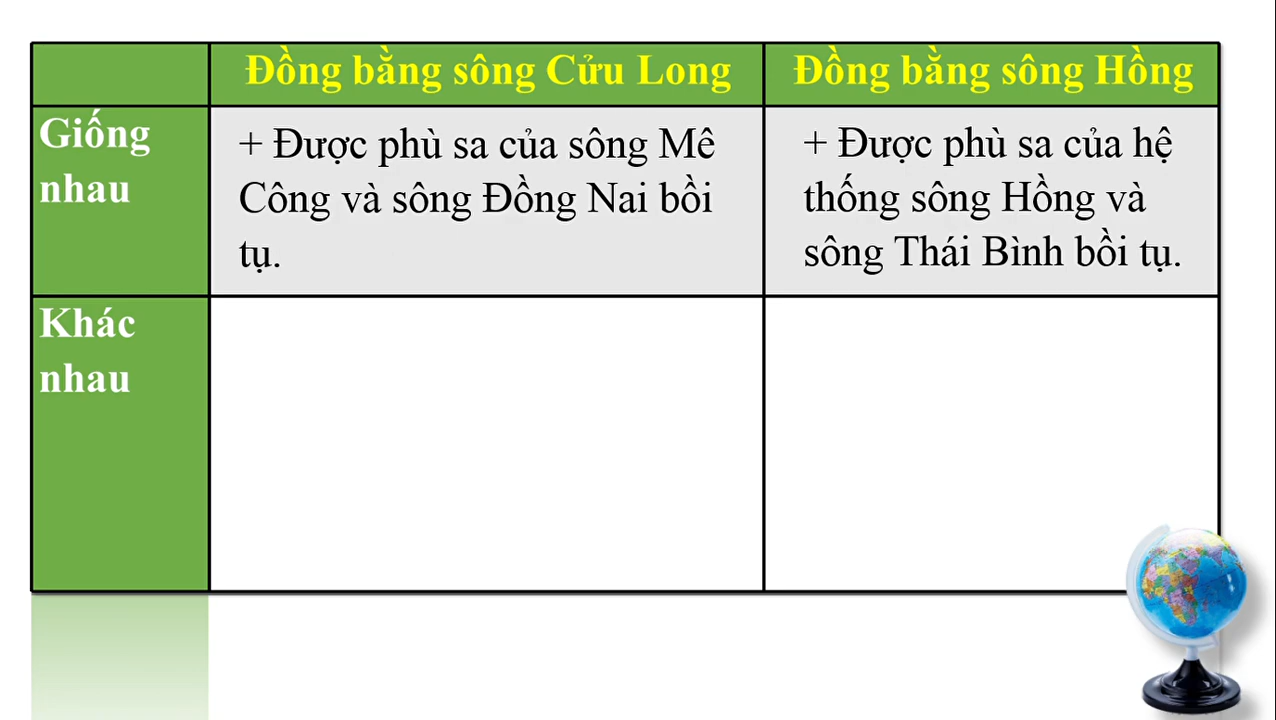 Đồng bằng sông Cửu Long
Đồng bằng sông Hồng
Giống
nhau
+ Được phù sa của sông Mê
Công và sông Đồng Nai bồi
tụ.
+ Được phù sa của hệ
thống sông Hồng và
sông Thái Bình bồi tụ.
Khác
nhau